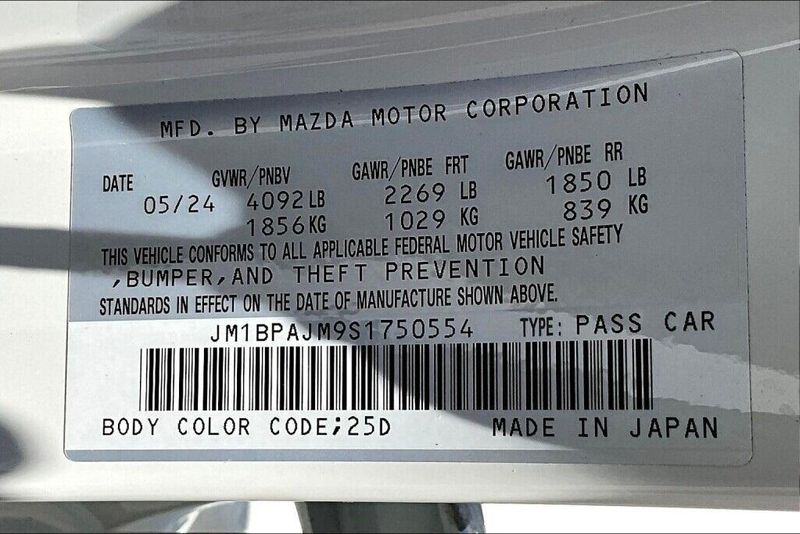 MFD. BY MAZDA MOTOR CORPORATION
DATE GVWR/PNBV GAWR/PNBE FRT GAWR/PNBE RR
05/24 4092LB 2269 LB 1850 LB
1856KG 1029 KG 839 KG
THIS VEHICLE CONFORMS TO ALL APPLICABLE FEDERAL MOTOR VEHICLE SAFETY
,BUMPER,AND THEFT PREVENTION
STANDARDS IN EFFECT ON THE DATE OF MANUFACTURE SHOWN ABOVE.
JM1BPAJM9S1750554 TYPE: PASS CAR
BODY COLOR CODE;25D MADE IN JAPAN